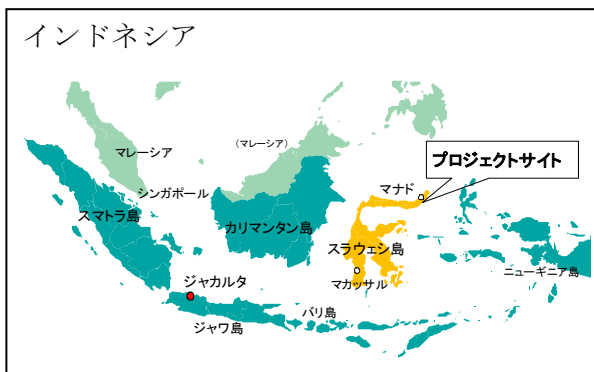 インドネシア
マレーシア
（マレーシア）
プロジェクトサイト
シンガポール
マナド
スマトラ島
カリマンタン島
スラウェシ島
ニューギニア島
マカッサル
ジャカルタ
バリ島
ジャワ島